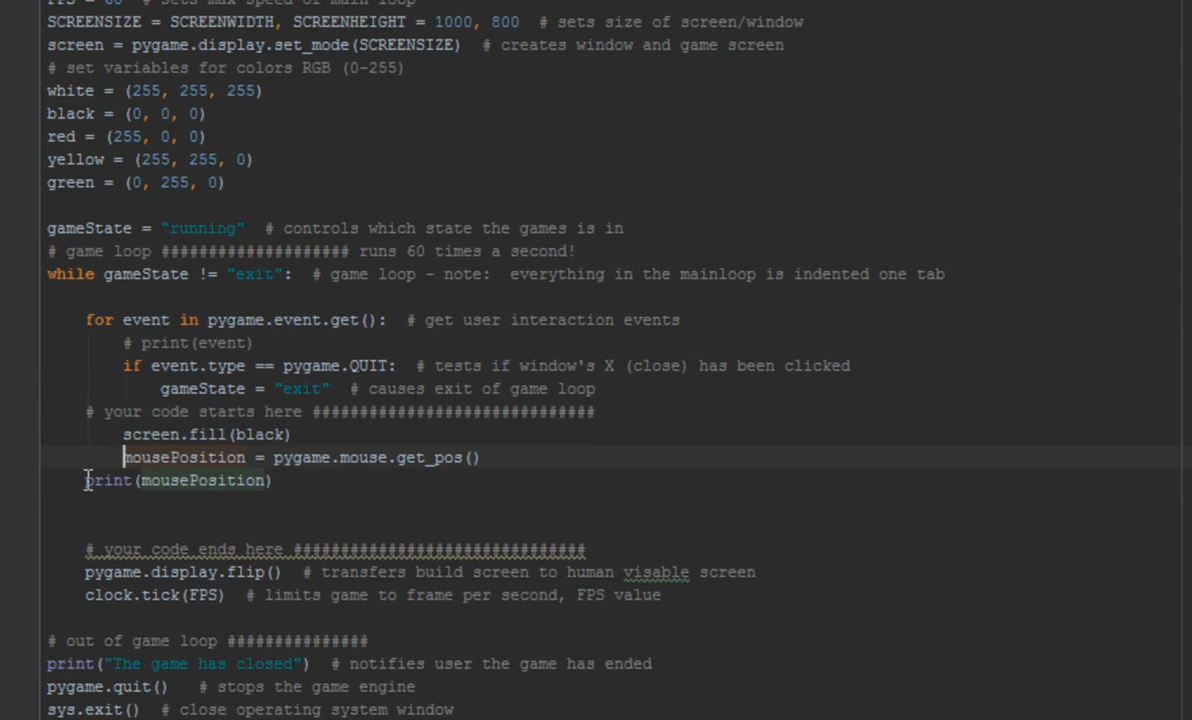 FPS = 60  # sets max speed of main loop
SCREENSIZE = SCREENWIDTH, SCREENHEIGHT = 1000, 800  # sets size of screen/window
screen = pygame.display.set_mode(SCREENSIZE)  # creates window and game screen
# set variables for colors RGB (0-255)
white = (255, 255, 255)
black = (0, 0, 0)
red = (255, 0, 0)
yellow = (255, 255, 0)
green = (0, 255, 0)
gameState = "running"  # controls which state the games is in
# game loop #################### runs 60 times a second!
while gameState != "exit":  # game loop - note:  everything in the mainloop is indented one tab
for event in pygame.event.get():  # get user interaction events
# print(event)
if event.type == pygame.QUIT:  # tests if window's X (close) has been clicked
gameState = "exit"  # causes exit of game loop
# your code starts here ##############################
screen.fill(black)
mousePosition = pygame.mouse.get_pos()
print(mousePosition)
# your code ends here ###############################
pygame.display.flip()  # transfers build screen to human visable screen
clock.tick(FPS)  # limits game to frame per second, FPS value
# out of game loop ###############
print("The game has closed")  # notifies user the game has ended
pygame.quit()   # stops the game engine
sys.exit()  # close operating system window